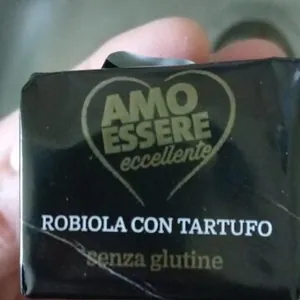 AMO
ESSERE
eccellente
ROBIOLA CON TARTUFO
senza glutine